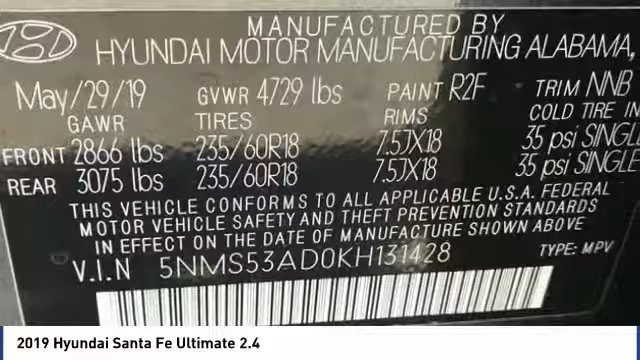 MANUFACTURED BY
HYUNDAI MOTOR MANUFACTURING ALABAMA,
May/29/19 GVWR 4729 lbs PAINT R2F TRIM NNB
GAWR TIRES RIMS COLD TIRE IN
FRONT 2866 lbs 235/60R18 7.5JX18 35 psi SINGLE
REAR 3075 lbs 235/60R18 7.5JX18 35 psi SINGLE
THIS VEHICLE CONFORMS TO ALL APPLICABLE U.S.A. FEDERAL
MOTOR VEHICLE SAFETY AND THEFT PREVENTION STANDARDS
IN EFFECT ON THE DATE OF MANUFACTURE SHOWN ABOVE
V.I.N 5NMS53AD0KH131428 TYPE: MPV
2019 Hyundai Santa Fe Ultimate 2.4